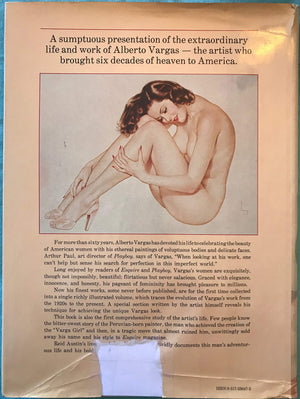 A sumptuous presentation of the extraordinary
life and work of Alberto Vargas — the artist who
brought six decades of heaven to America.
For more than sixty years, Alberto Vargas has devoted his life to celebrating the beauty
of American women with his ethereal paintings of voluptuous bodies and delicate faces.
Arthur Paul, art director of Playboy, says of Vargas, "When looking at his work, one
can't help but sense his search for perfection in this imperfect world."
Long enjoyed by readers of Esquire and Playboy, Vargas's women are exquisitely,
though not impossibly, beautiful; flirtatious but never salacious. Graced with elegance,
innocence, and honesty, his pageant of femininity has brought pleasure to millions.
Now his finest works, some never before published, are for the first time collected
into a single richly illustrated volume, which traces the evolution of Vargas's work from
the 1920s to the present. A special section written by the artist himself reveals his
technique for achieving the unique Vargas look.
This book is also the first comprehensive study of the artist's life. Few people know
the bitter-sweet story of the Peruvian-born painter, the man who achieved the creation of
the "Varga Girl" and then, in a tragic move that almost ruined him, unwittingly sold
away his name and his style to Esquire magazine.
Reid Austin's vividly documents this man's adventur-
ous life and his